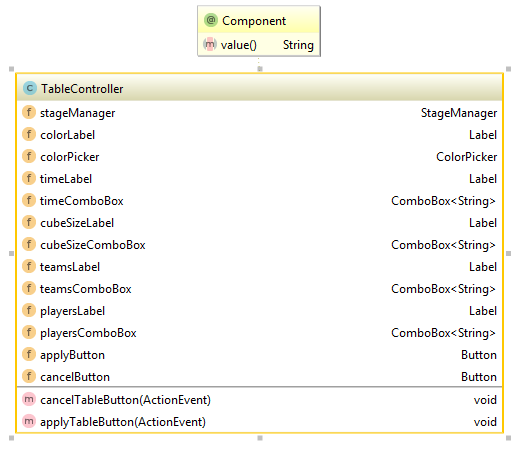 @ Component
m value() String
C TableController
f stageManager StageManager
f colorLabel Label
f colorPicker ColorPicker
f timeLabel Label
f timeComboBox ComboBox<String>
f cubeSizeLabel Label
f cubeSizeComboBox ComboBox<String>
f teamsLabel Label
f teamsComboBox ComboBox<String>
f playersLabel Label
f playersComboBox ComboBox<String>
f applyButton Button
f cancelButton Button
m cancelTableButton(ActionEvent) void
m applyTableButton(ActionEvent) void